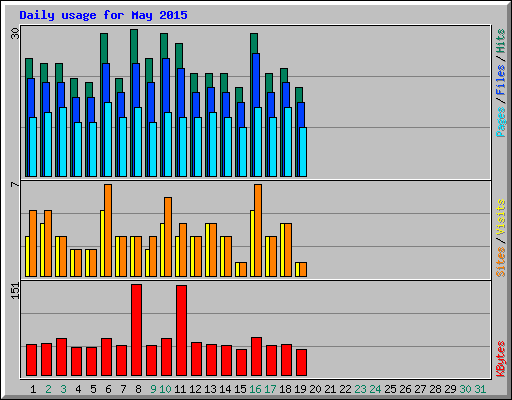 Daily usage for May 2015
30
Pages / Files / Hits
7
Sites / Visits
151
KBytes
1 2 3 4 5 6 7 8 9 10 11 12 13 14 15 16 17 18 19 20 21 22 23 24 25 26 27 28 29 30 31